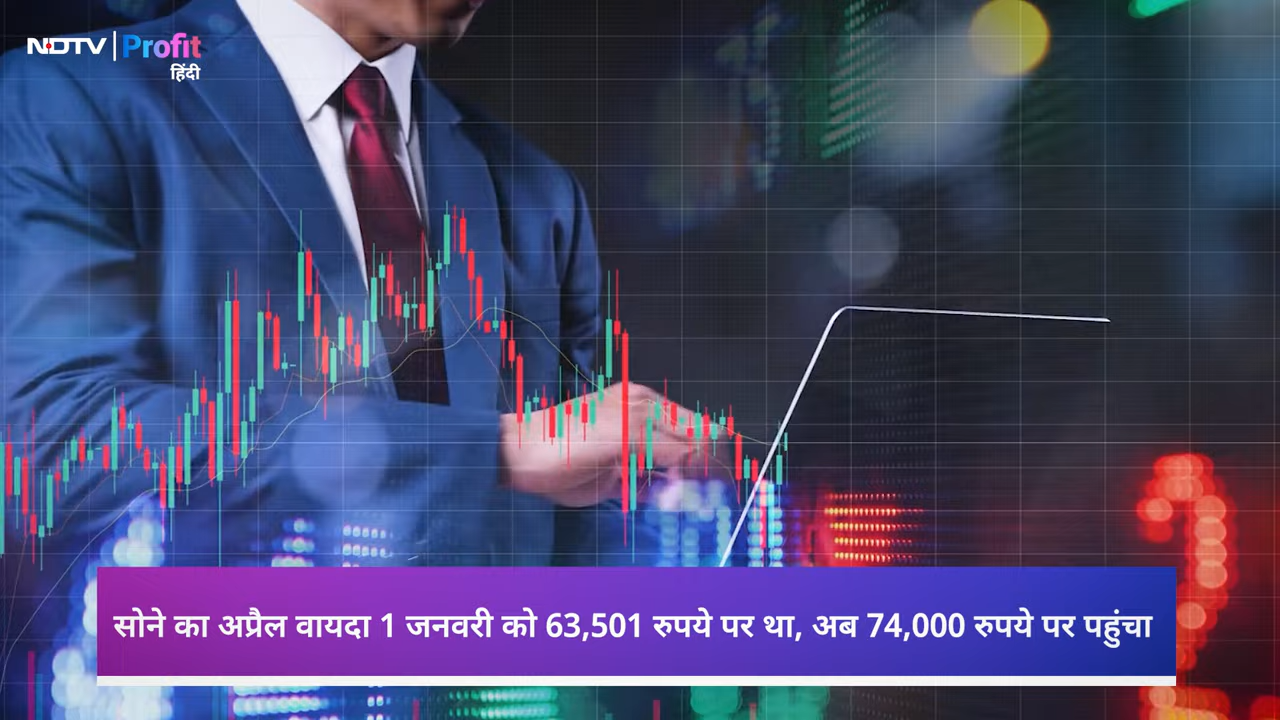 NDTV | Profit
हिंदी
सोने का अप्रैल वायदा 1 जनवरी को 63,501 रुपये पर था, अब 74,000 रुपये पर पहुंचा